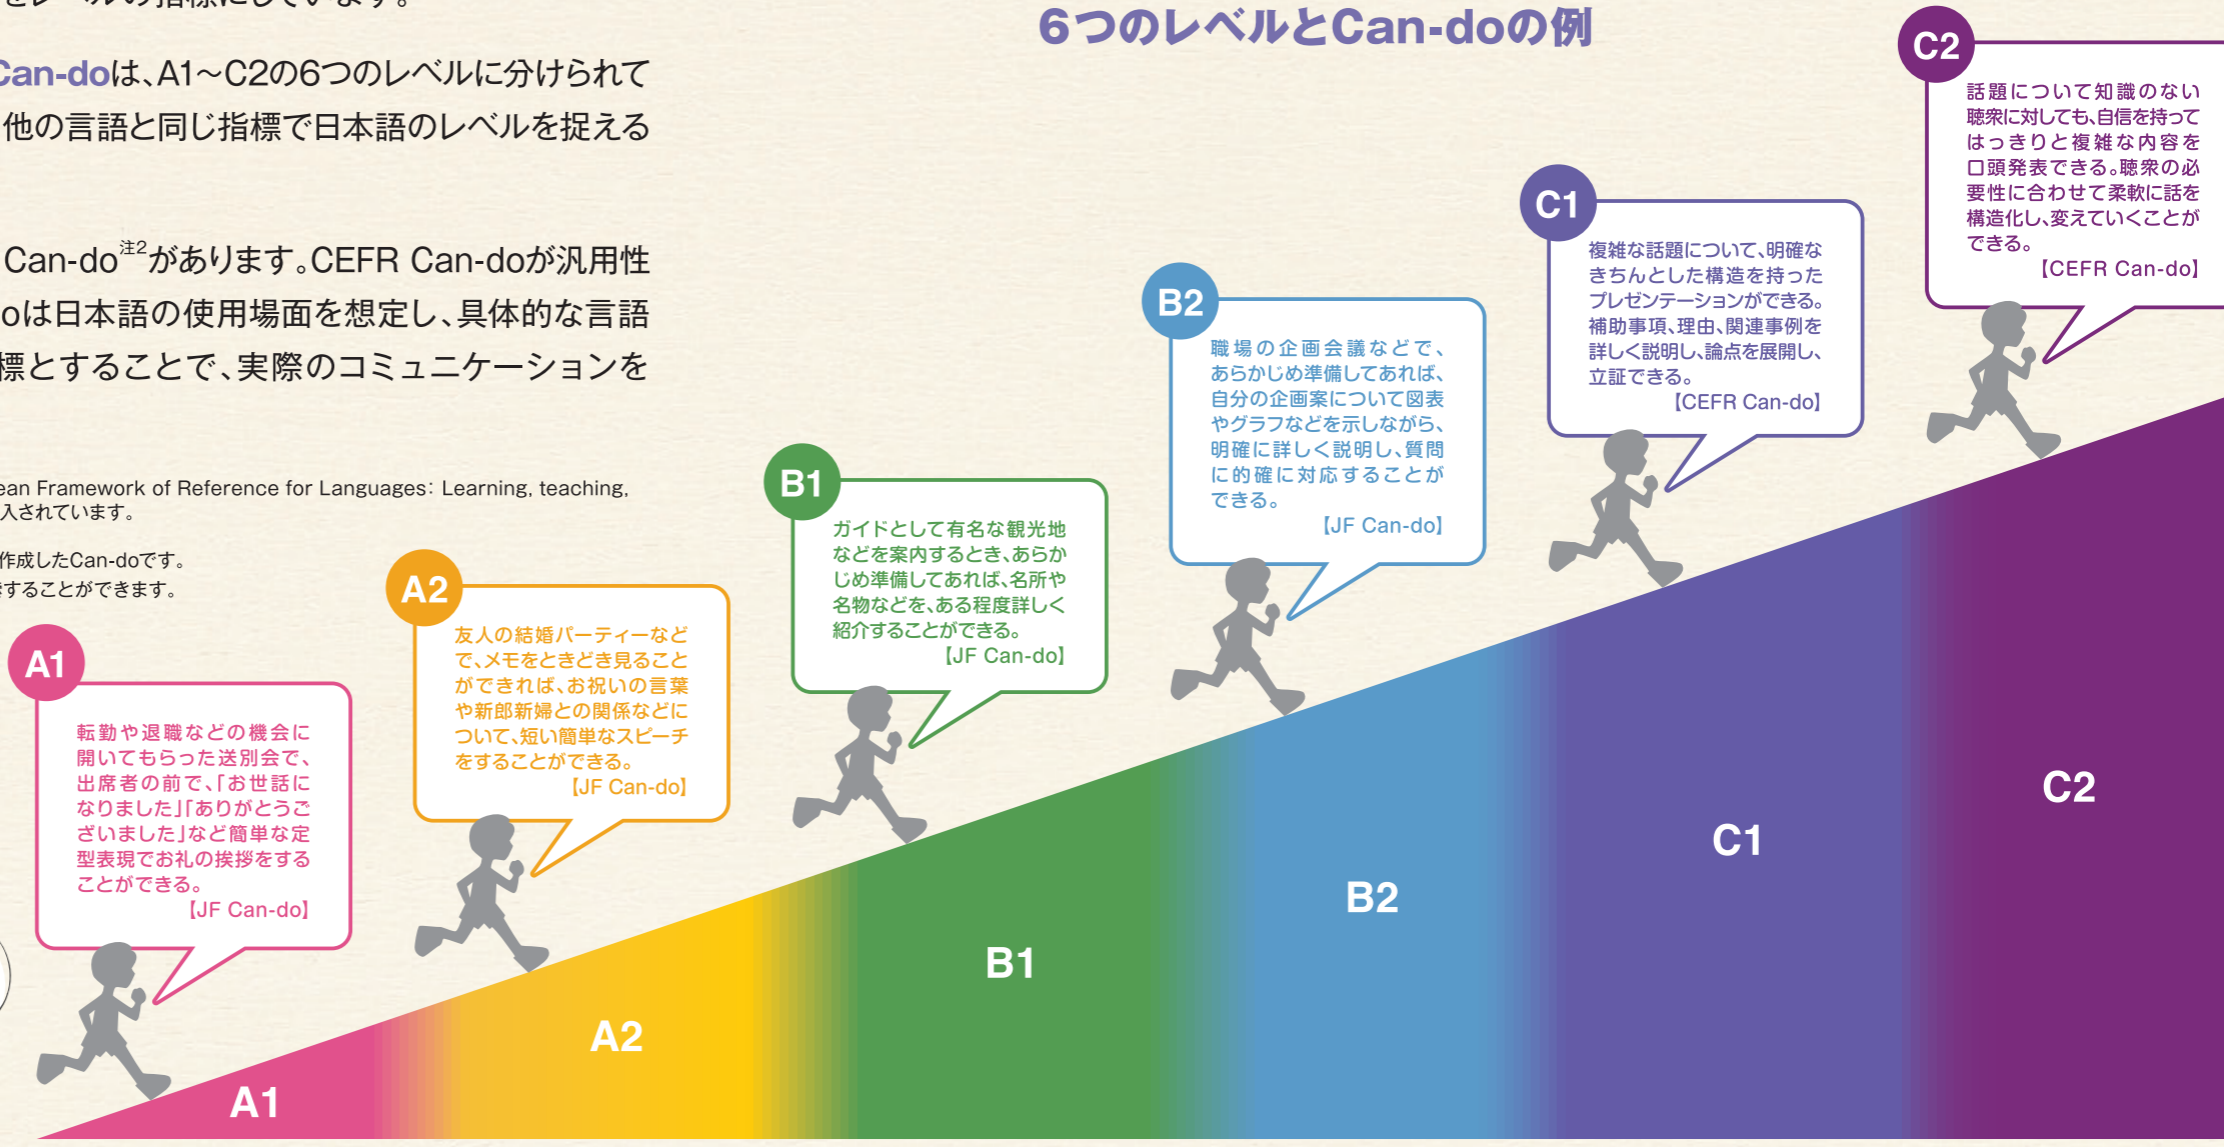 をレベルの指標にしています。
Can-doは、A1～C2の6つのレベルに分けられて
他の言語と同じ指標で日本語のレベルを捉える
Can-do注2があります。CEFR Can-doが汎用性
oは日本語の使用場面を想定し、具体的な言語
標とすることで、実際のコミュニケーションを
ean Framework of Reference for Languages: Learning, teaching,
入されています。
作成したCan-doです。
することができます。
6つのレベルとCan-doの例
A1
転勤や退職などの機会に
開いてもらった送別会で、
出席者の前で、「お世話に
なりました」「ありがとうご
ざいました」など簡単な定
型表現でお礼の挨拶をする
ことができる。
【JF Can-do】
A2
友人の結婚パーティーなど
で、メモをときどき見ること
ができれば、お祝いの言葉
や新郎新婦との関係などに
ついて、短い簡単なスピーチ
をすることができる。
【JF Can-do】
B1
ガイドとして有名な観光地
などを案内するとき、あらか
じめ準備してあれば、名所や
名物などを、ある程度詳しく
紹介することができる。
【JF Can-do】
B2
職場の企画会議などで、
あらかじめ準備してあれば、
自分の企画案について図表
やグラフなどを示しながら、
明確に詳しく説明し、質問
に的確に対応することが
できる。
【JF Can-do】
C1
複雑な話題について、明確な
きちんとした構造を持った
プレゼンテーションができる。
補助事項、理由、関連事例を
詳しく説明し、論点を展開し、
立証できる。
【CEFR Can-do】
C2
話題について知識のない
聴衆に対しても、自信を持って
はっきりと複雑な内容を
口頭発表できる。聴衆の必
要性に合わせて柔軟に話を
構造化し、変えていくことが
できる。
【CEFR Can-do】
A1
A2
B1
B2
C1
C2